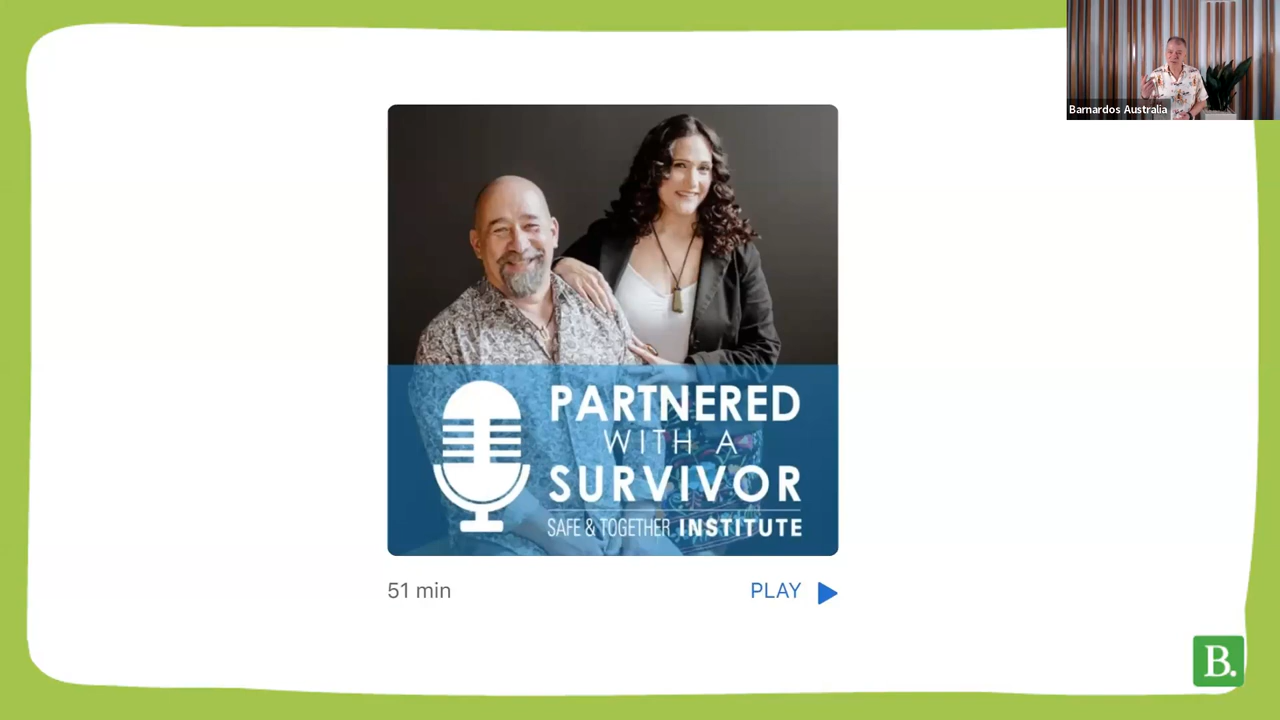 Barnardos Australia
PARTNERED
WITH A
SURVIVOR
SAFE & TOGETHER INSTITUTE
51 min
PLAY
B.